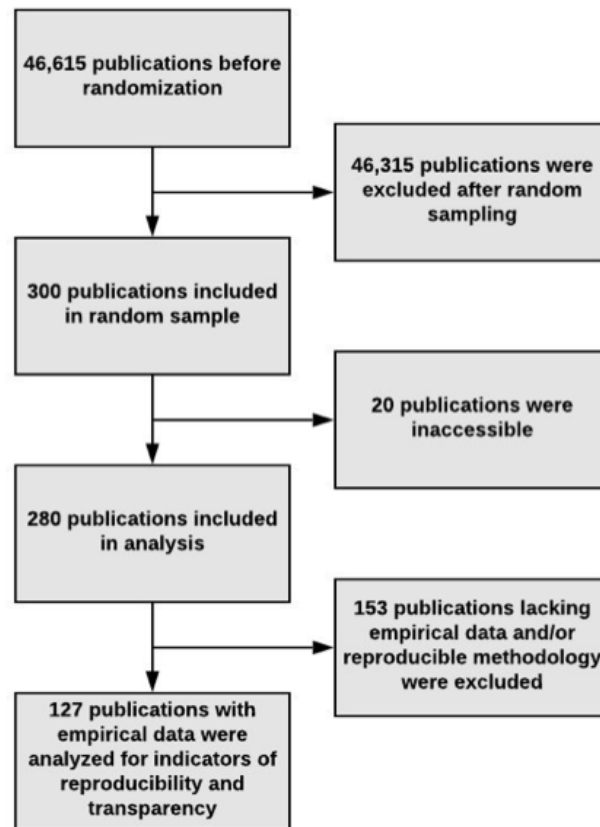 46,615 publications before
randomization
46,315 publications were
excluded after random
sampling
300 publications included
in random sample
20 publications were
inaccessible
280 publications included
in analysis
153 publications lacking
empirical data and/or
reproducible methodology
were excluded
127 publications with
empirical data were
analyzed for indicators of
reproducibility and
transparency